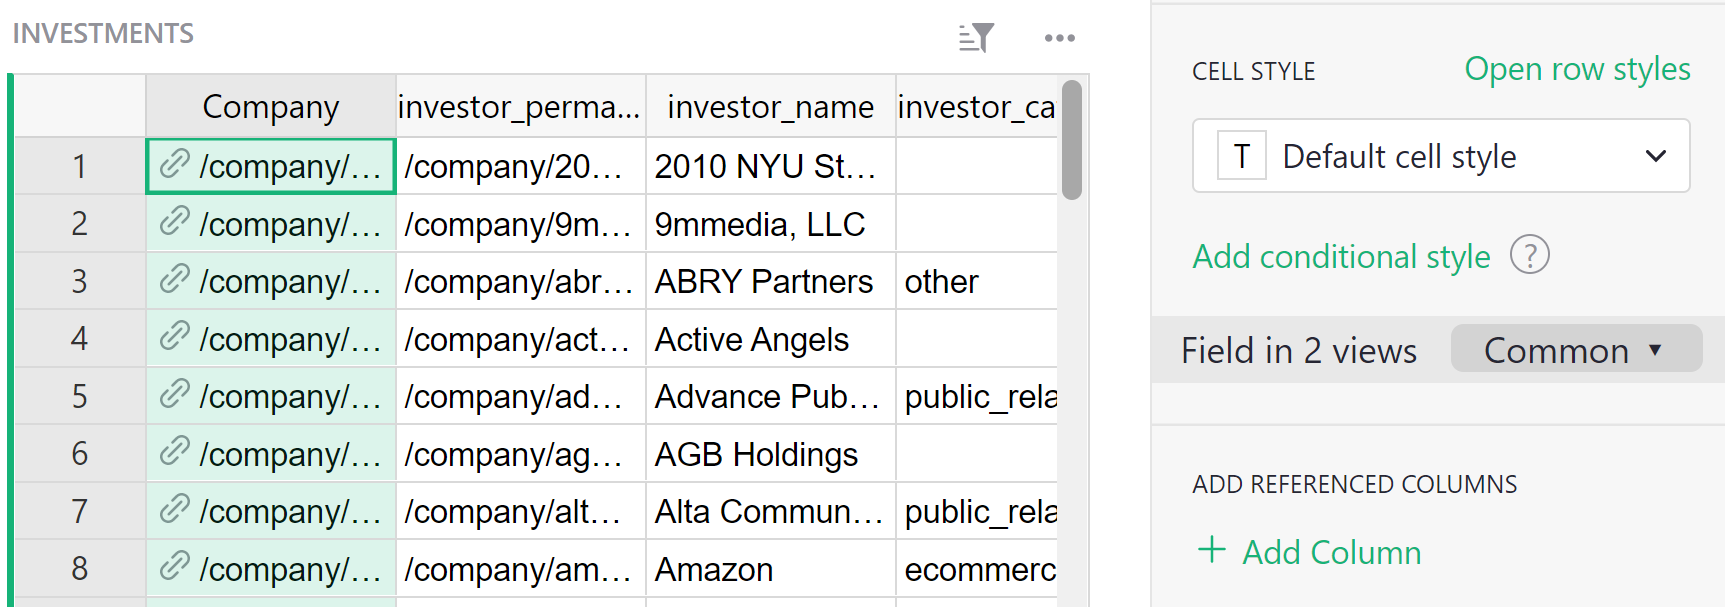 INVESTMENTS
Company investor_perma... investor_name investor_ca
1 /company/... /company/20... 2010 NYU St...
2 /company/... /company/9m... 9mmedia, LLC
3 /company/... /company/abr... ABRY Partners other
4 /company/... /company/act... Active Angels
5 /company/... /company/ad... Advance Pub... public_rela
6 /company/... /company/ag... AGB Holdings
7 /company/... /company/alt... Alta Commun... public_rela
8 /company/... /company/am... Amazon ecommerc
CELL STYLE Open row styles
T Default cell style
Add conditional style ?
Field in 2 views Common ▼
ADD REFERENCED COLUMNS
+ Add Column